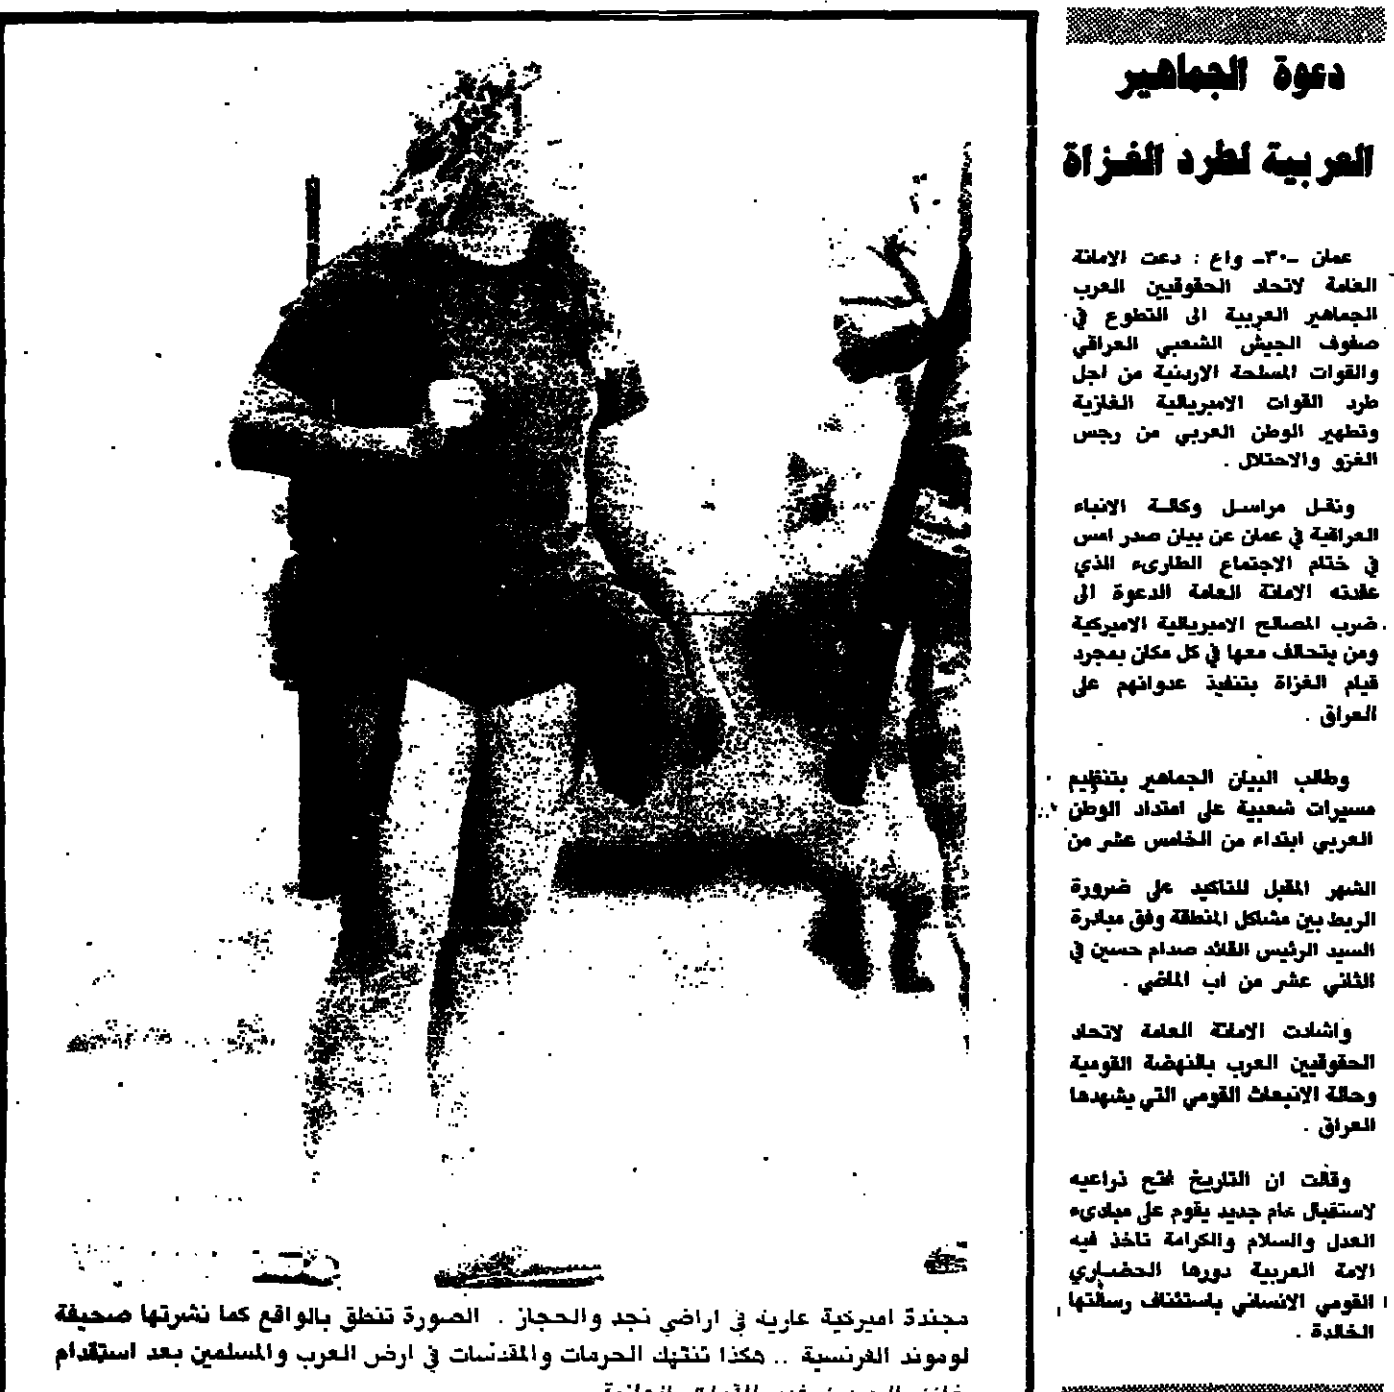 دعوة الجماهير
العربية لطرد الغزاة
عمان -٣٠- واع : دعت الامانة
العامة لاتحاد الحقوقيين العرب
الجماهير العربية الى التطوع في
صفوف الجيش الشعبي العراقي
والقوات المسلحة الاردنية من اجل
طرد القوات الامبريالية الغازية
وتطهير الوطن العربي من رجس
الغزو والاحتلال .
ونقل مراسل وكالة الانباء
العراقية في عمان عن بيان صدر امس
في ختام الاجتماع الطارىء الذي
عقدته الامانة العامة الدعوة الى
ضرب المصالح الامبريالية الاميركية
ومن يتحالف معها في كل مكان بمجرد
قيام الغزاة بتنفيذ عدوانهم على
العراق .
وطالب البيان الجماهير بتنظيم
مسيرات شعبية على امتداد الوطن
العربي ابتداء من الخامس عشر من
الشهر المقبل للتاكيد على ضرورة
الربط بين مشاكل المنطقة وفق مبادرة
السيد الرئيس القائد صدام حسين في
الثاني عشر من اب الماضي .
واشادت الامانة العامة لاتحاد
الحقوقيين العرب بالنهضة القومية
وحالة الانبعاث القومي التي يشهدها
العراق .
وقالت ان التاريخ فتح ذراعيه
لاستقبال عام جديد يقوم على مبادىء
العدل والسلام والكرامة تاخذ فيه
الامة العربية دورها الحضاري
القومي الانساني باستئناف رسالتها
الخالدة .
مجندة اميركية عارية في اراضي نجد والحجاز . الصورة تنطق بالواقع كما نشرتها صحيفة
لوموند الفرنسية .. هكذا تنتهك الحرمات والمقدسات في ارض العرب والمسلمين بعد استقدام